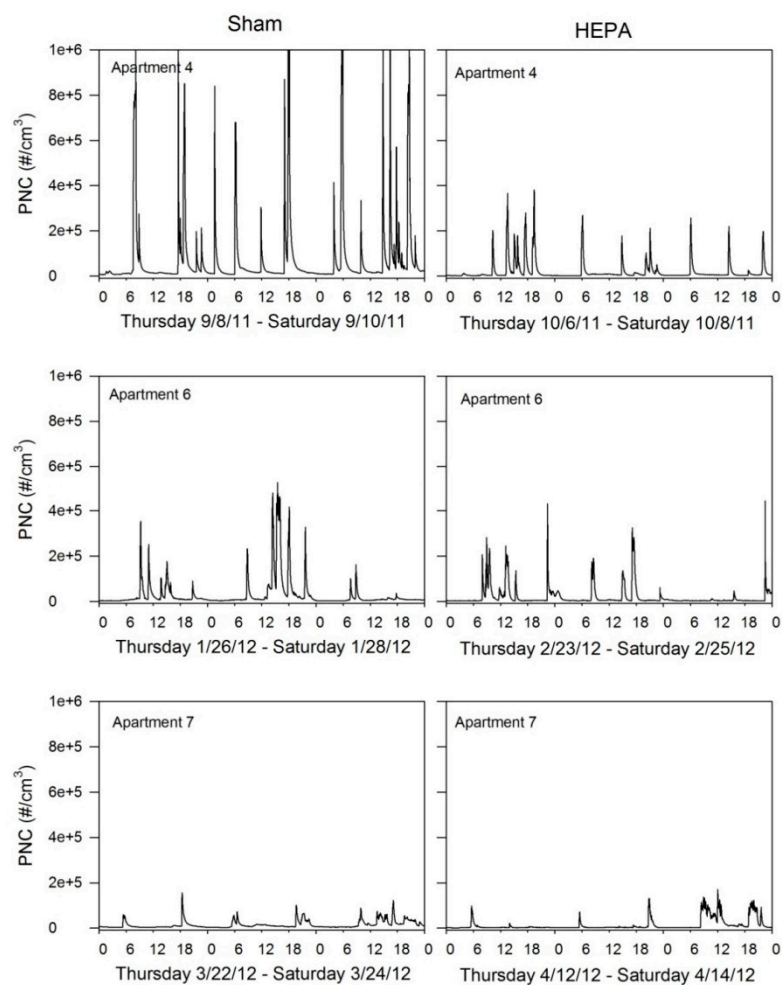 Sham
HEPA
PNC (#/cm³)
1e+6
8e+5
6e+5
4e+5
2e+5
0
Apartment 4
0 6 12 18 0 6 12 18 0 6 12 18 0
Thursday 9/8/11 - Saturday 9/10/11
Apartment 4
0 6 12 18 0 6 12 18 0 6 12 18 0
Thursday 10/6/11 - Saturday 10/8/11
PNC (#/cm³)
1e+6
8e+5
6e+5
4e+5
2e+5
0
Apartment 6
0 6 12 18 0 6 12 18 0 6 12 18 0
Thursday 1/26/12 - Saturday 1/28/12
Apartment 6
0 6 12 18 0 6 12 18 0 6 12 18 0
Thursday 2/23/12 - Saturday 2/25/12
PNC (#/cm³)
1e+6
8e+5
6e+5
4e+5
2e+5
0
Apartment 7
0 6 12 18 0 6 12 18 0 6 12 18 0
Thursday 3/22/12 - Saturday 3/24/12
Apartment 7
0 6 12 18 0 6 12 18 0 6 12 18 0
Thursday 4/12/12 - Saturday 4/14/12